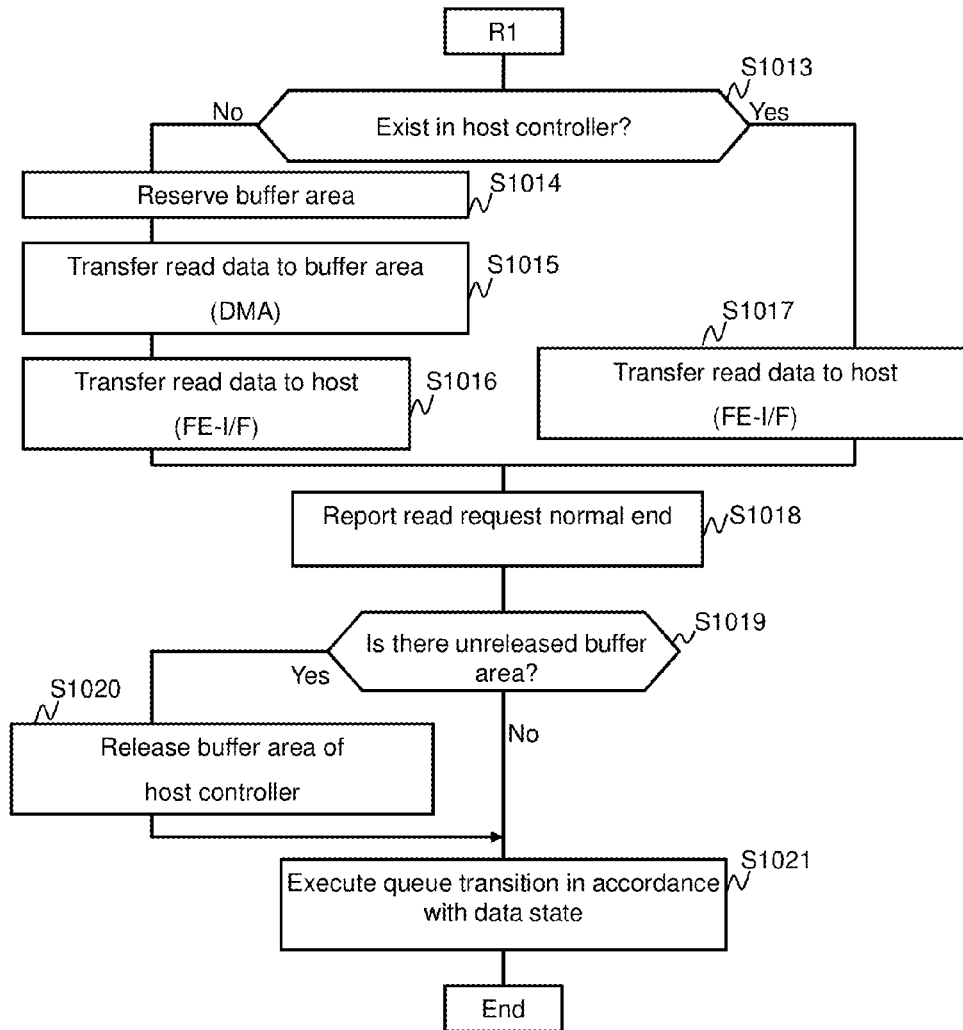 R1
S1013
No
Exist in host controller?
Yes
Reserve buffer area
S1014
Transfer read data to buffer area
(DMA)
S1015
S1017
Transfer read data to host
(FE-I/F)
S1016
Transfer read data to host
(FE-I/F)
Report read request normal end
S1018
Is there unreleased buffer
area?
S1019
Yes
S1020
No
Release buffer area of
host controller
S1021
Execute queue transition in accordance
with data state
End